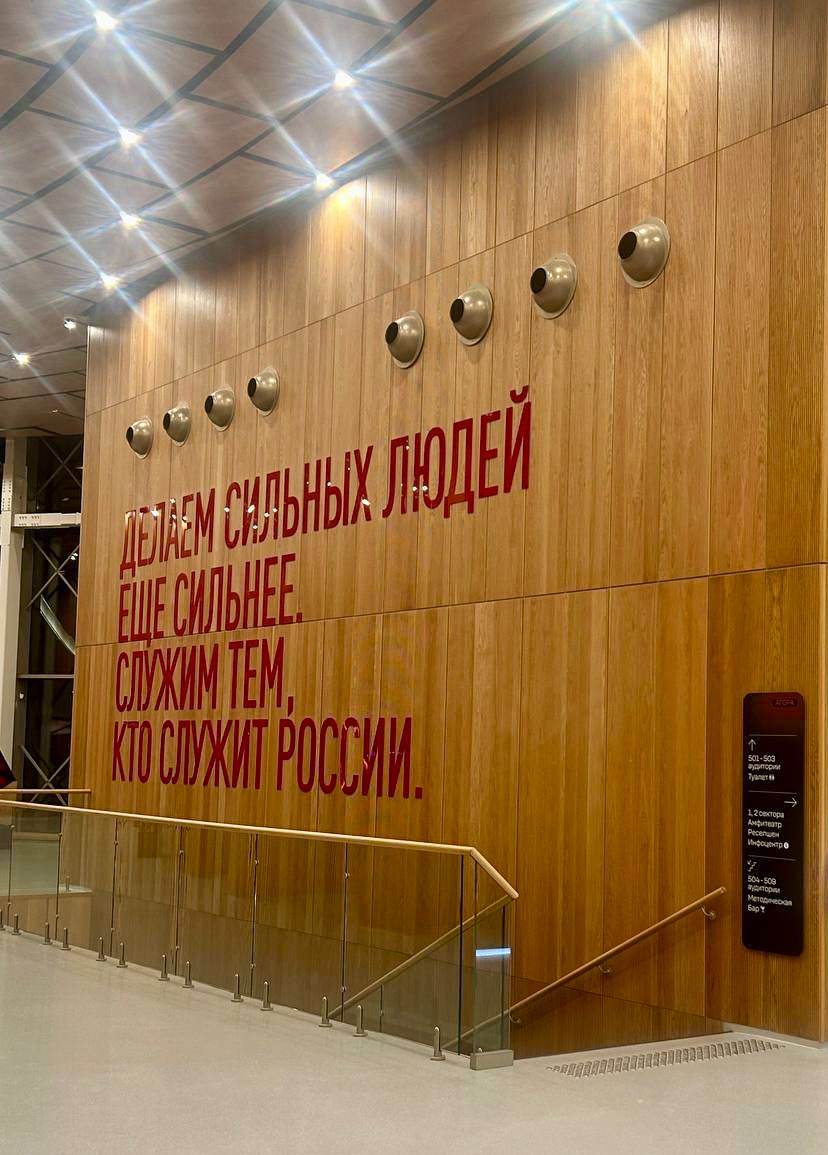 ДЕЛАЕМ СИЛЬНЫХ ЛЮДЕЙ
ЕЩЕ СИЛЬНЕЕ.
СЛУЖИМ ТЕМ,
КТО СЛУЖИТ РОССИИ.
АГОРА
501-503
аудитории
Туалет
1, 2 сектора
Амфитеатр
Ресепшен
Инфоцентр
504-509
аудитории
Методическая
Бар